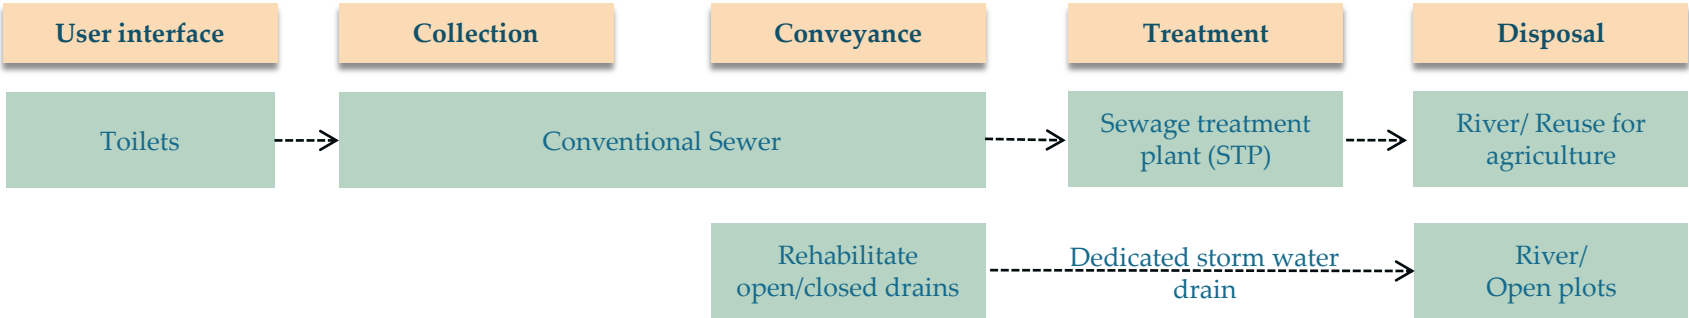 User interface
Collection
Conveyance
Treatment
Disposal
Toilets
Conventional Sewer
Sewage treatment
plant (STP)
River/ Reuse for
agriculture
Rehabilitate
open/closed drains
Dedicated storm water
drain
River/
Open plots